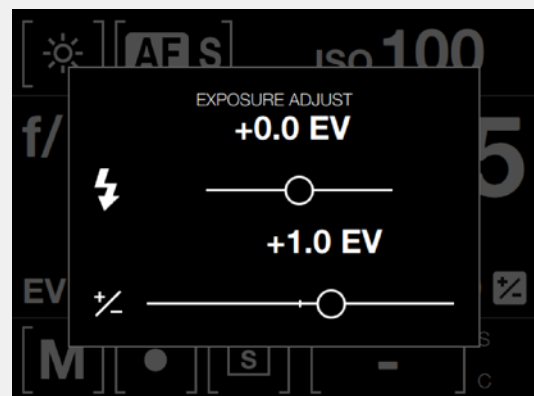 AF S ISO 100
EXPOSURE ADJUST
+0.0 EV
f/ 5
+1.0 EV
EV
+/-
M S - S
C